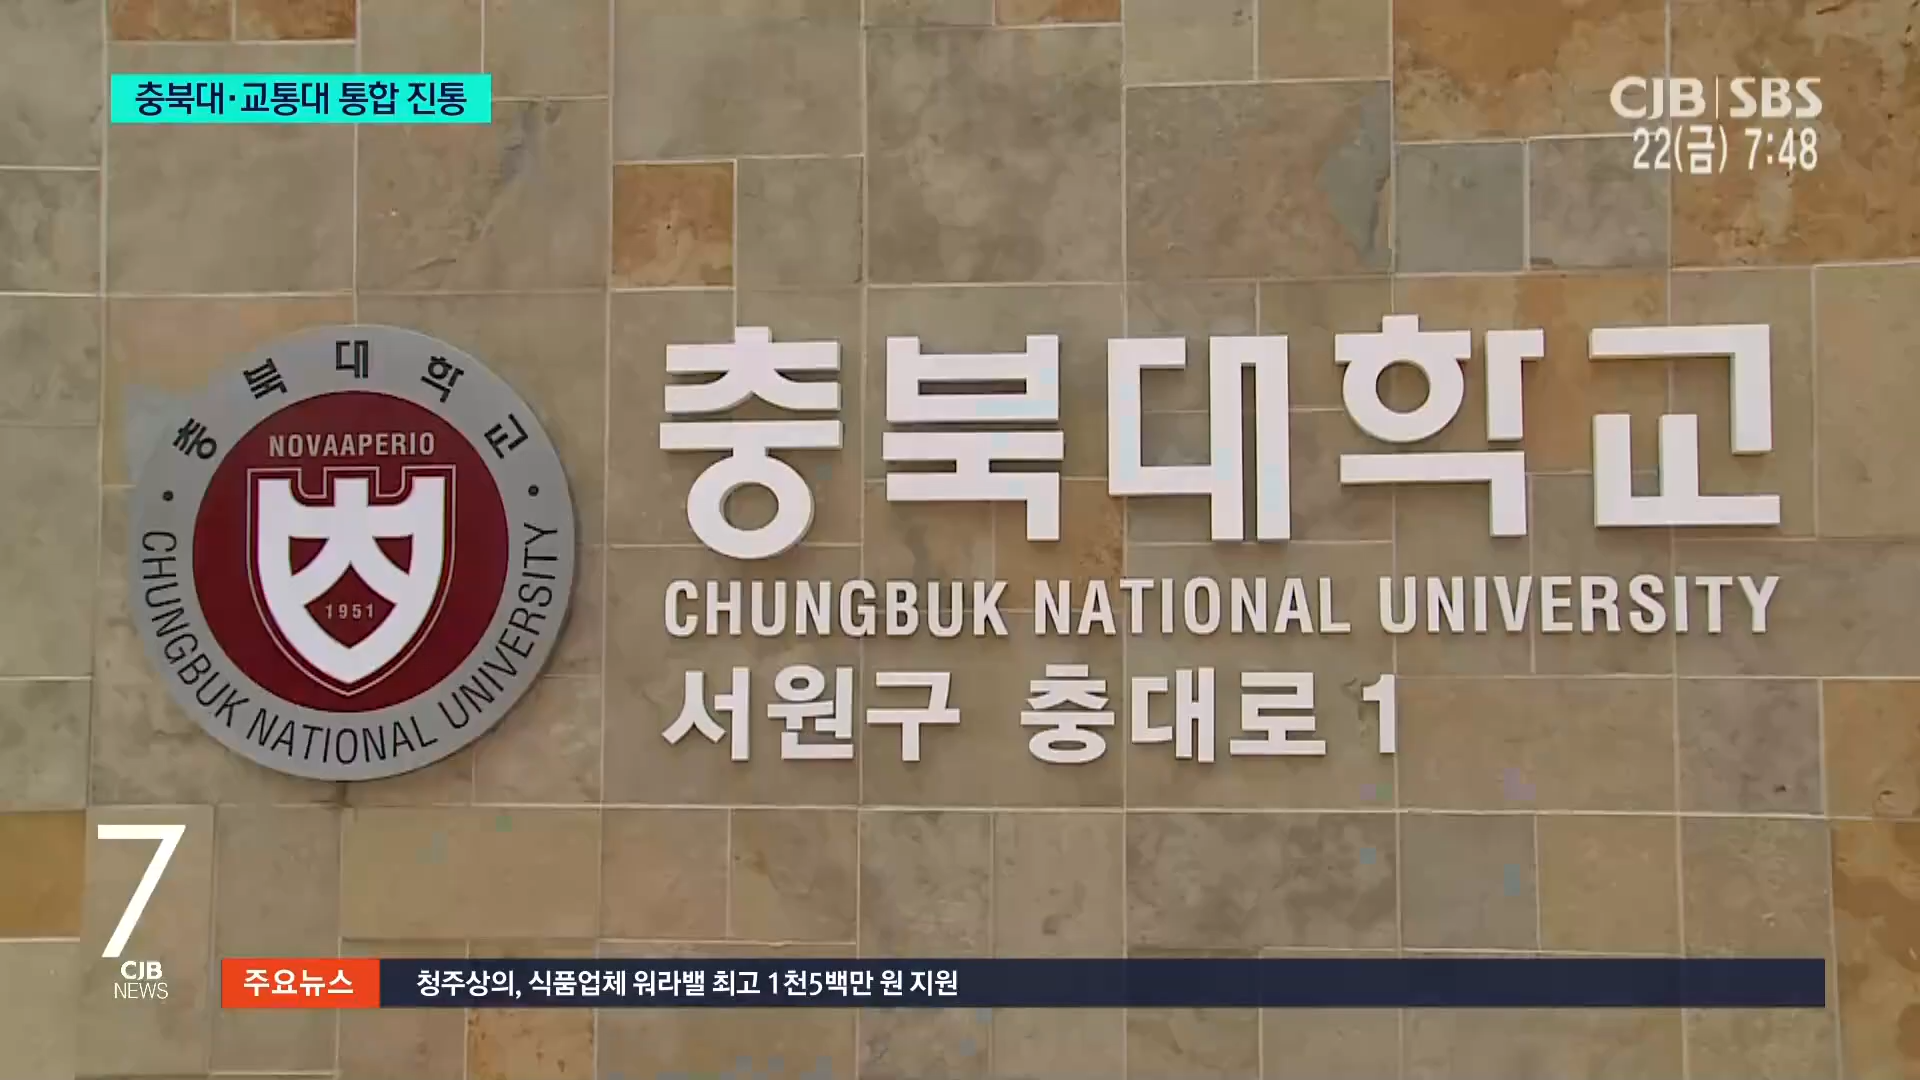 충북대·교통대 통합 진통
CJB SBS
22(금) 7:48
충북대학교
NOVAAPERIO
1951
CHUNGBUK NATIONAL UNIVERSITY
충북대학교
CHUNGBUK NATIONAL UNIVERSITY
서원구 충대로 1
7
CJB
NEWS
주요뉴스 청주상의, 식품업체 워라밸 최고 1천5백만 원 지원